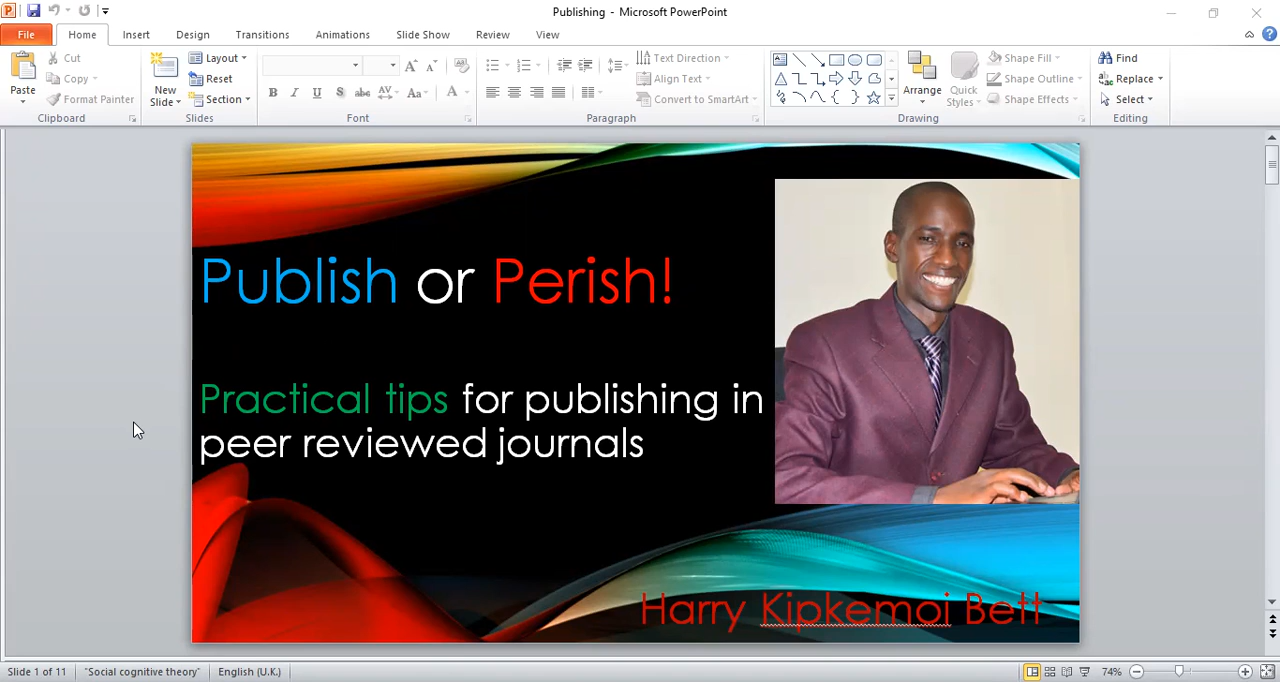 Publishing - Microsoft PowerPoint
File Home Insert Design Transitions Animations Slide Show Review View
Paste
Cut
Copy
Format Painter
Clipboard
New Slide
Layout
Reset
Section
Slides
B I U S abc AV Aa A
Font
Paragraph
Text Direction
Align Text
Convert to SmartArt
Arrange
Quick Styles
Shape Fill
Shape Outline
Shape Effects
Drawing
Find
Replace
Select
Editing
Publish or Perish!
Practical tips for publishing in
peer reviewed journals
Harry Kipkemoi Bett
Slide 1 of 11 "Social cognitive theory" English (U.K.) 74%